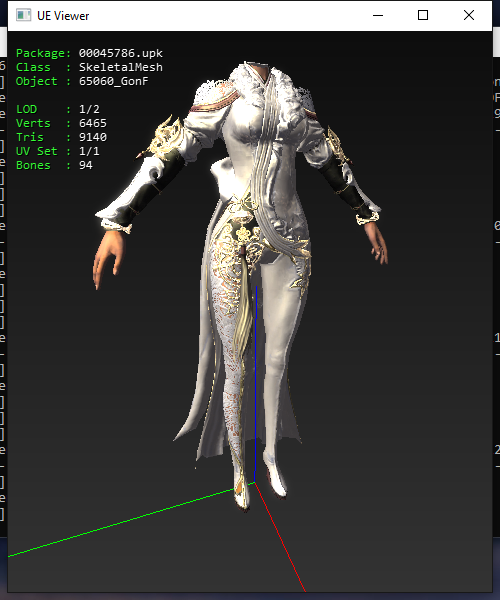 UE Viewer
Package: 00045786.upk
Class : SkeletalMesh
Object : 65060_GonF
LOD : 1/2
Verts : 6465
Tris : 9140
UV Set : 1/1
Bones : 94